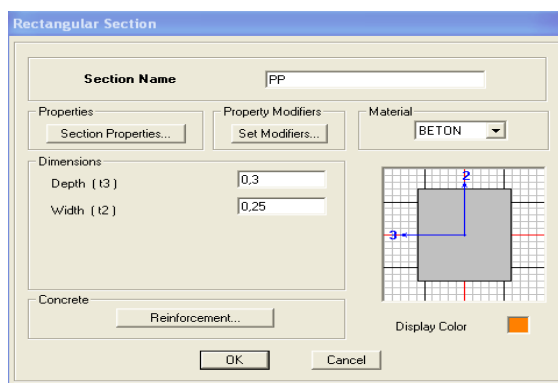 Rectangular Section
Section Name
PP
Properties
Section Properties...
Property Modifiers
Set Modifiers...
Material
BETON
Dimensions
Depth ( t3 )
0,3
Width ( t2 )
0,25
2
3
Concrete
Reinforcement...
Display Color
OK
Cancel